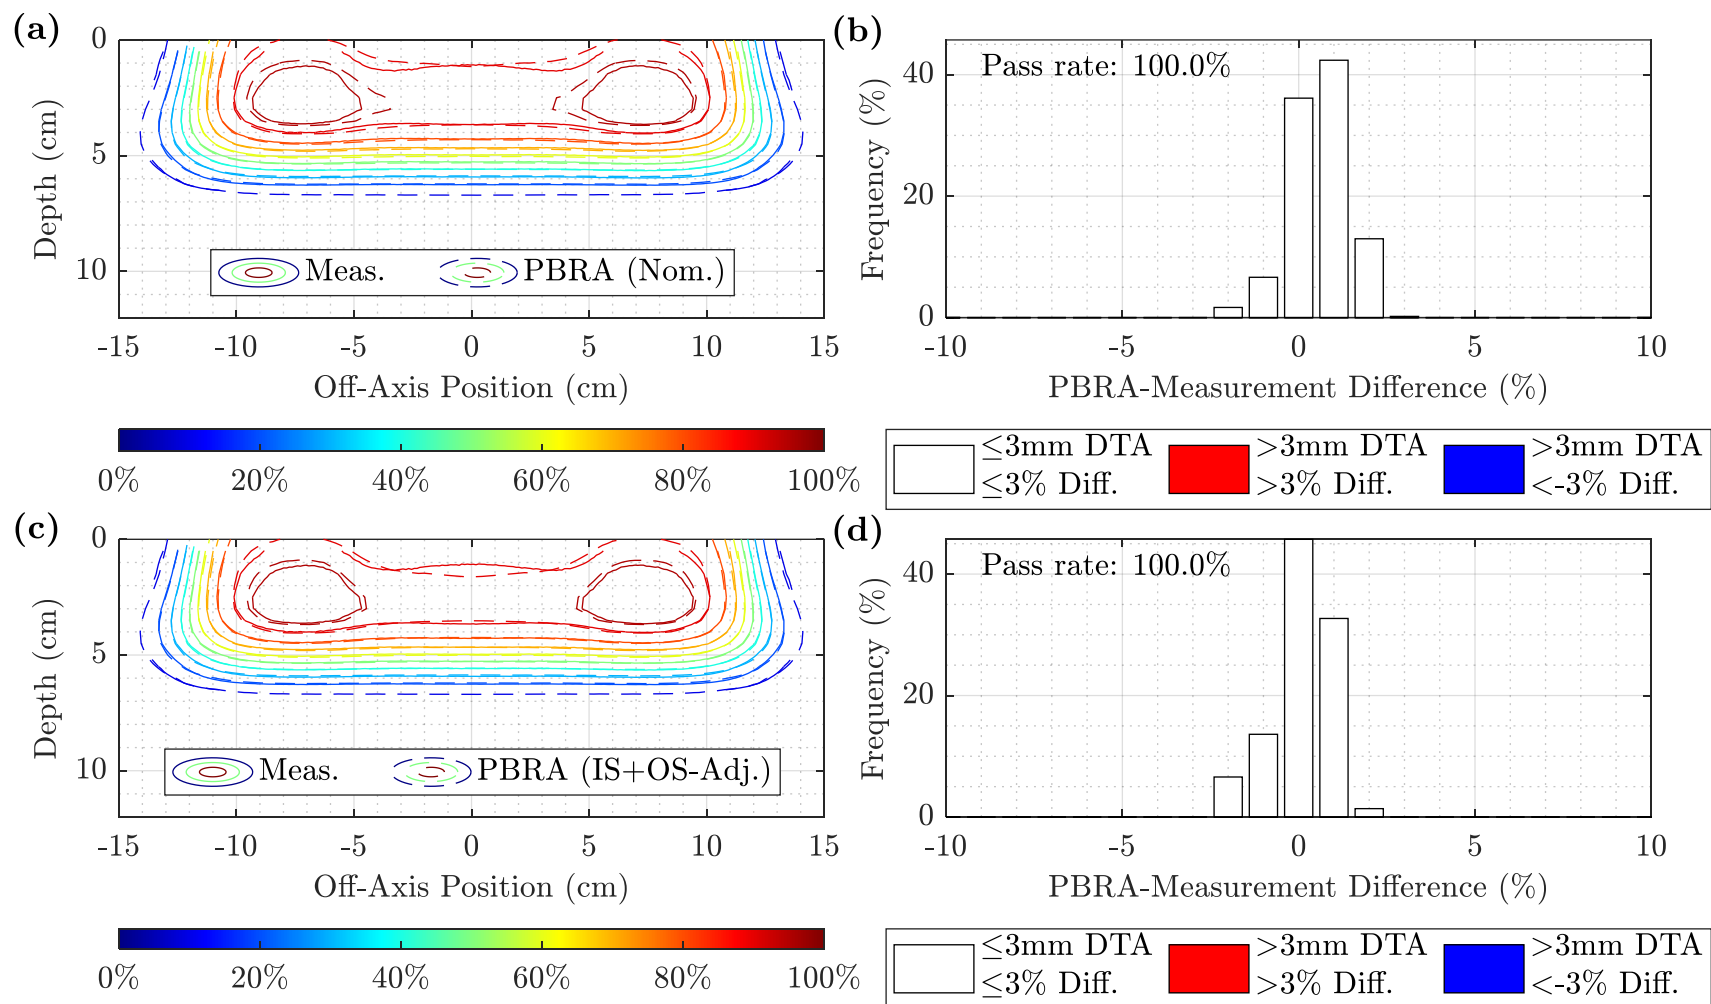 (a)
0
5
10
Depth (cm)
Meas.
PBRA (Nom.)
-15
-10
-5
0
5
10
15
Off-Axis Position (cm)
0%
20%
40%
60%
80%
100%
(b)
Pass rate: 100.0%
40
20
0
Frequency (%)
-10
-5
0
5
10
PBRA-Measurement Difference (%)
≤3mm DTA
≤3% Diff.
>3mm DTA
>3% Diff.
>3mm DTA
<-3% Diff.
(c)
0
5
10
Depth (cm)
Meas.
PBRA (IS+OS-Adj.)
-15
-10
-5
0
5
10
15
Off-Axis Position (cm)
0%
20%
40%
60%
80%
100%
(d)
Pass rate: 100.0%
40
20
0
Frequency (%)
-10
-5
0
5
10
PBRA-Measurement Difference (%)
≤3mm DTA
≤3% Diff.
>3mm DTA
>3% Diff.
>3mm DTA
<-3% Diff.